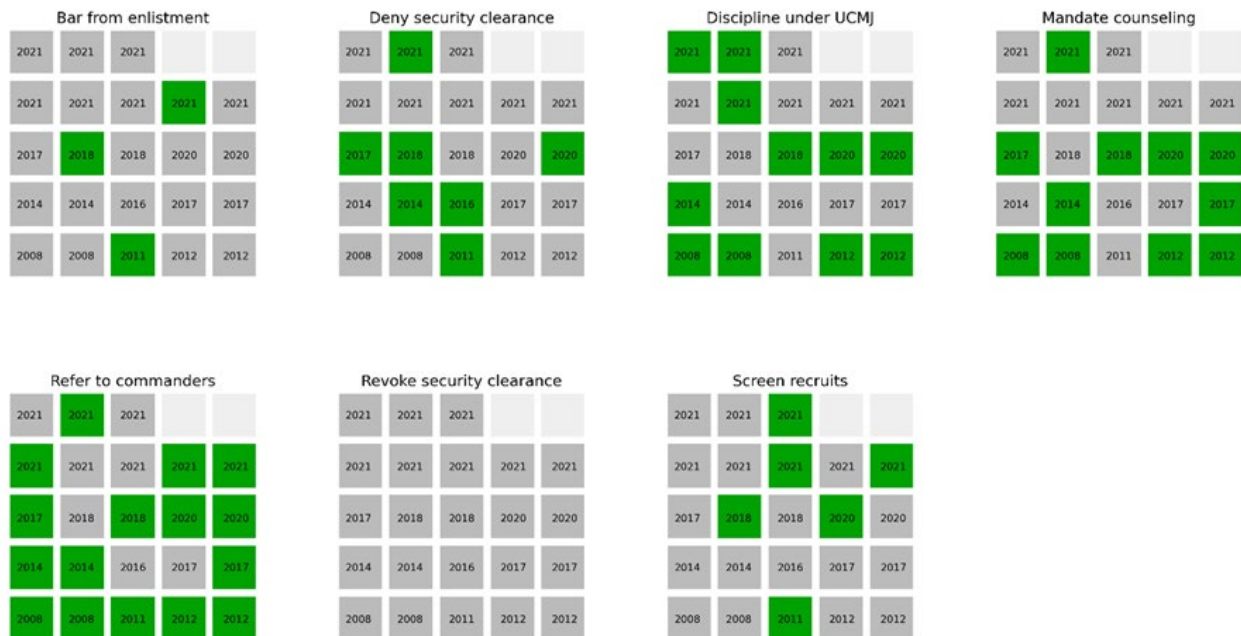 Bar from enlistment
Deny security clearance
Discipline under UCMJ
Mandate counseling
2021 2021 2021
2021 2021 2021
2021 2021 2021
2021 2021 2021
2021 2021 2021 2021 2021
2021 2021 2021 2021 2021
2021 2021 2021 2021 2021
2021 2021 2021 2021 2021
2017 2018 2018 2020 2020
2017 2018 2018 2020 2020
2017 2018 2018 2020 2020
2017 2018 2018 2020 2020
2014 2014 2016 2017 2017
2014 2014 2016 2017 2017
2014 2014 2016 2017 2017
2014 2014 2016 2017 2017
2008 2008 2011 2012 2012
2008 2008 2011 2012 2012
2008 2008 2011 2012 2012
2008 2008 2011 2012 2012
Refer to commanders
Revoke security clearance
Screen recruits
2021 2021 2021
2021 2021 2021
2021 2021 2021
2021 2021 2021 2021 2021
2021 2021 2021 2021 2021
2021 2021 2021 2021 2021
2017 2018 2018 2020 2020
2017 2018 2018 2020 2020
2017 2018 2018 2020 2020
2014 2014 2016 2017 2017
2014 2014 2016 2017 2017
2014 2014 2016 2017 2017
2008 2008 2011 2012 2012
2008 2008 2011 2012 2012
2008 2008 2011 2012 2012